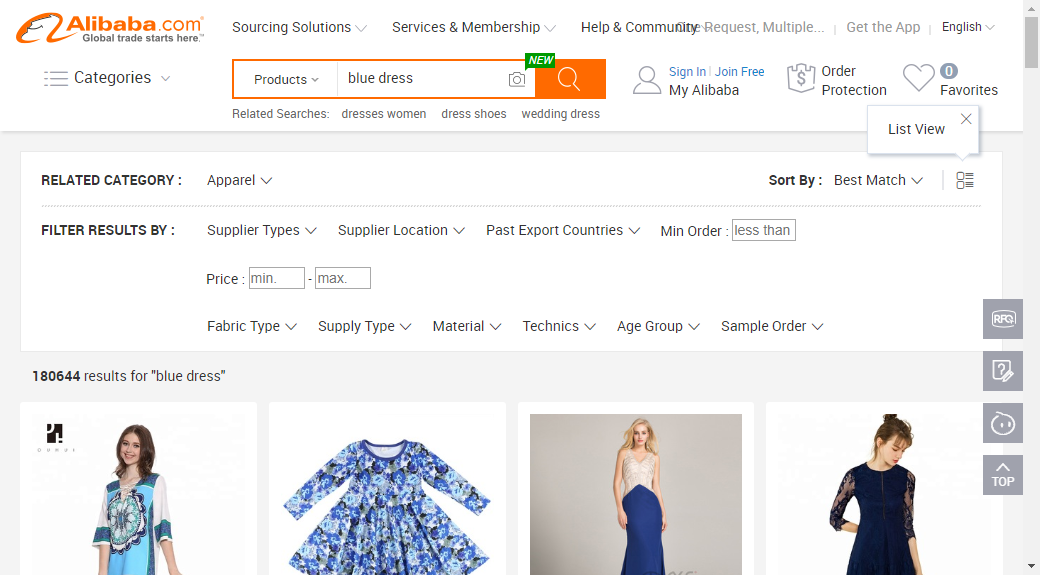 Alibaba.com
Global trade starts here.™
Sourcing Solutions
Services & Membership
Help & Community
One Request, Multiple...
Get the App
English
Categories
Products
blue dress
NEW
Sign In
Join Free
My Alibaba
Order
Protection
0
Favorites
Related Searches: dresses women dress shoes wedding dress
List View
RELATED CATEGORY : Apparel
Sort By : Best Match
FILTER RESULTS BY : Supplier Types Supplier Location Past Export Countries Min Order : less than
Price : min. - max.
Fabric Type Supply Type Material Technics Age Group Sample Order
RFQ
180644 results for "blue dress"
TOP